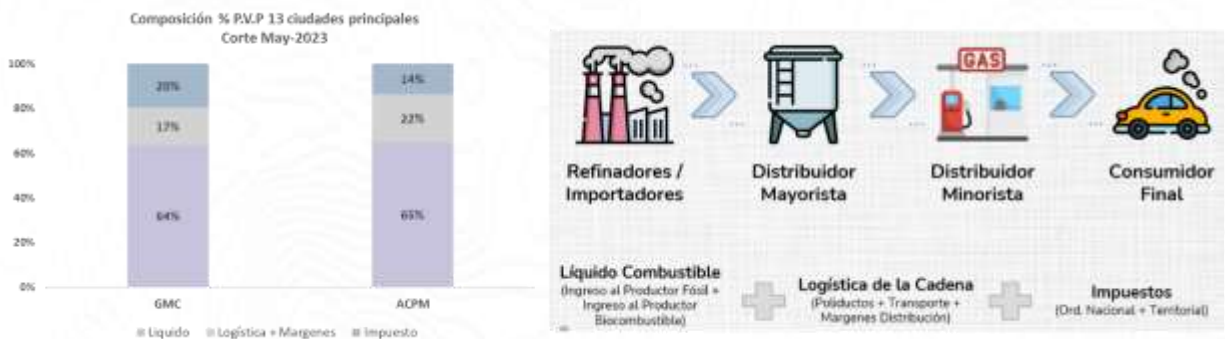 Composición % P.V.P 13 ciudades principales
Corte May-2023
100%
80%
60%
40%
20%
0%
20%
17%
64%
14%
22%
65%
GMC
ACPM
Liquido
Logística + Margenes
Impuesto
GAS
Refinadores /
Importadores
Distribuidor
Mayorista
Distribuidor
Minorista
Consumidor
Final
Líquido Combustible
(Ingreso al Productor Fósil +
Ingreso al Productor
Biocombustible)
Logística de la Cadena
(Poliductos + Transporte +
Margenes Distribución)
Impuestos
(Ord. Nacional + Territorial)